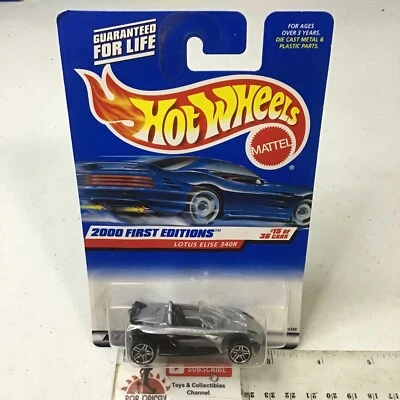 GUARANTEED
FOR LIFE
FOR AGES
OVER 3 YEARS.
DIE CAST METAL &
PLASTIC PARTS.
HOT WHEELS
MATTEL
2000 FIRST EDITIONS™
LOTUS ELISE 340R
#15 OF
36 CARS
SUBSCRIBE
Toys & Collectibles
Channel